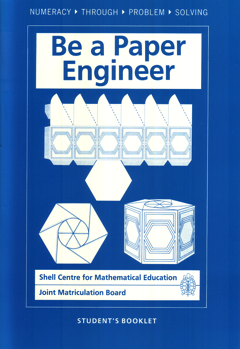 NUMERACY ▸ THROUGH ▸ PROBLEM ▸ SOLVING
Be a Paper
Engineer
Shell Centre for Mathematical Education
Joint Matriculation Board
STUDENT'S BOOKLET